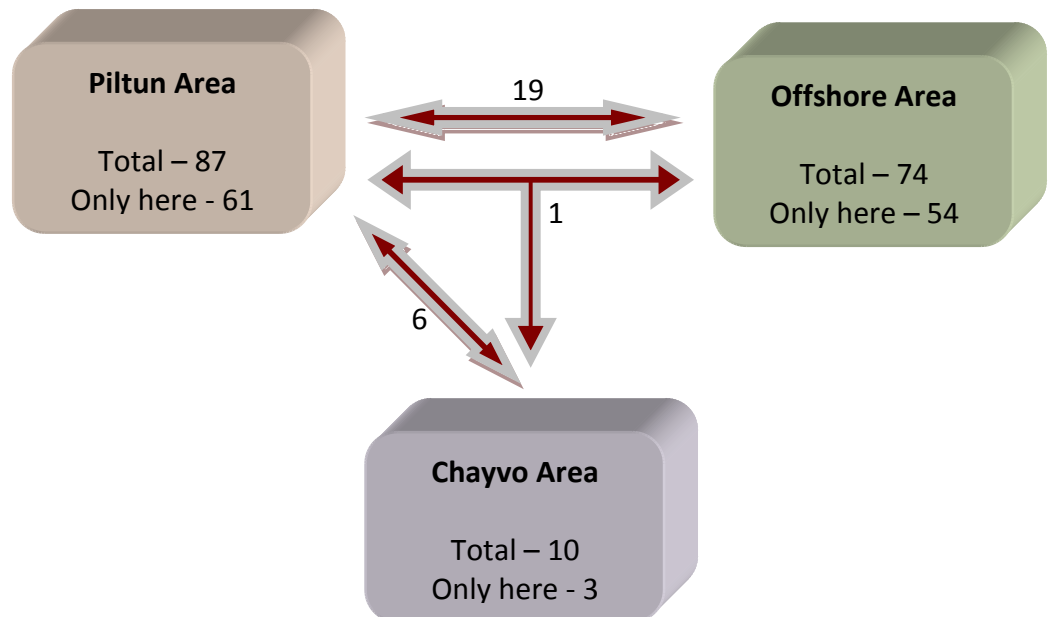 Piltun Area
Total – 87
Only here - 61
19
Offshore Area
Total – 74
Only here – 54
1
6
Chayvo Area
Total – 10
Only here - 3